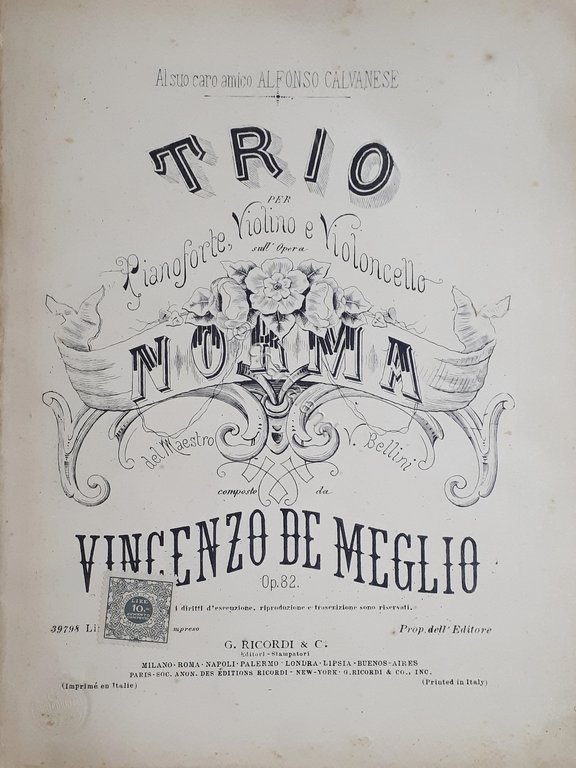 Al suo caro amico ALFONSO CALVANESE
TRIO
PER
Pianoforte, Violino e Violoncello
sull' Opera
NORMA
del Maestro V. Bellini
composto da
VINCENZO DE MEGLIO
Op.82.
i diritti d'esecuzione, riproduzione e trascrizione sono riservati.
LIRE
10.-
39798 Prop. dell' Editore
G. RICORDI & C.
Editori-Stampatori
MILANO-ROMA-NAPOLI-PALERMO-LONDRA-LIPSIA-BUENOS-AIRES
PARIS-SOC. ANON. DES ÉDITIONS RICORDI-NEW-YORK-G. RICORDI & CO., INC.
(Imprimé en Italie) (Printed in Italy)